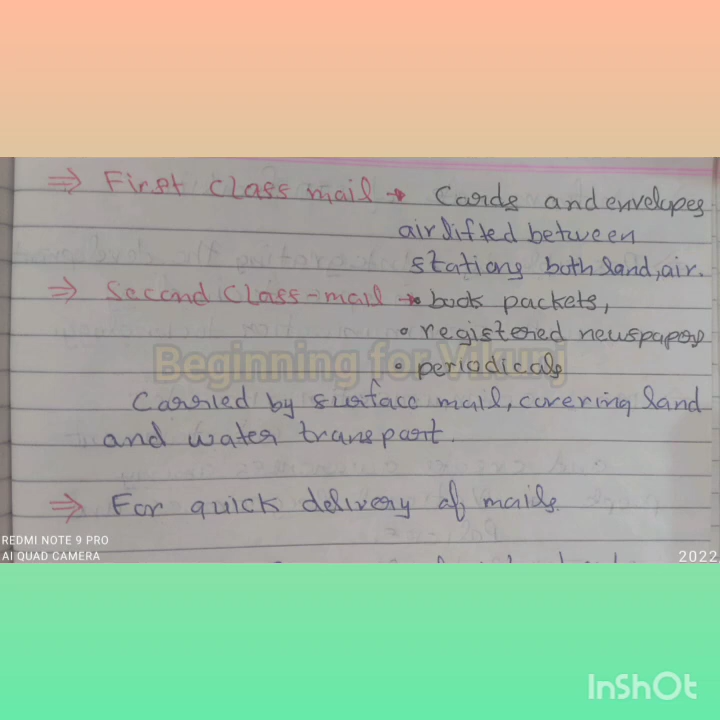 ⇒ First class mail → Cards and envelopes
airlifted between
stations both land, air.
⇒ Second Class-mail → • book packets,
• registered newspapers
• periodicals
Beginning for Vikunj
Carried by surface mail, covering land
and water transport.
⇒ For quick delivery of mails.
REDMI NOTE 9 PRO
AI QUAD CAMERA
2022
InShOt